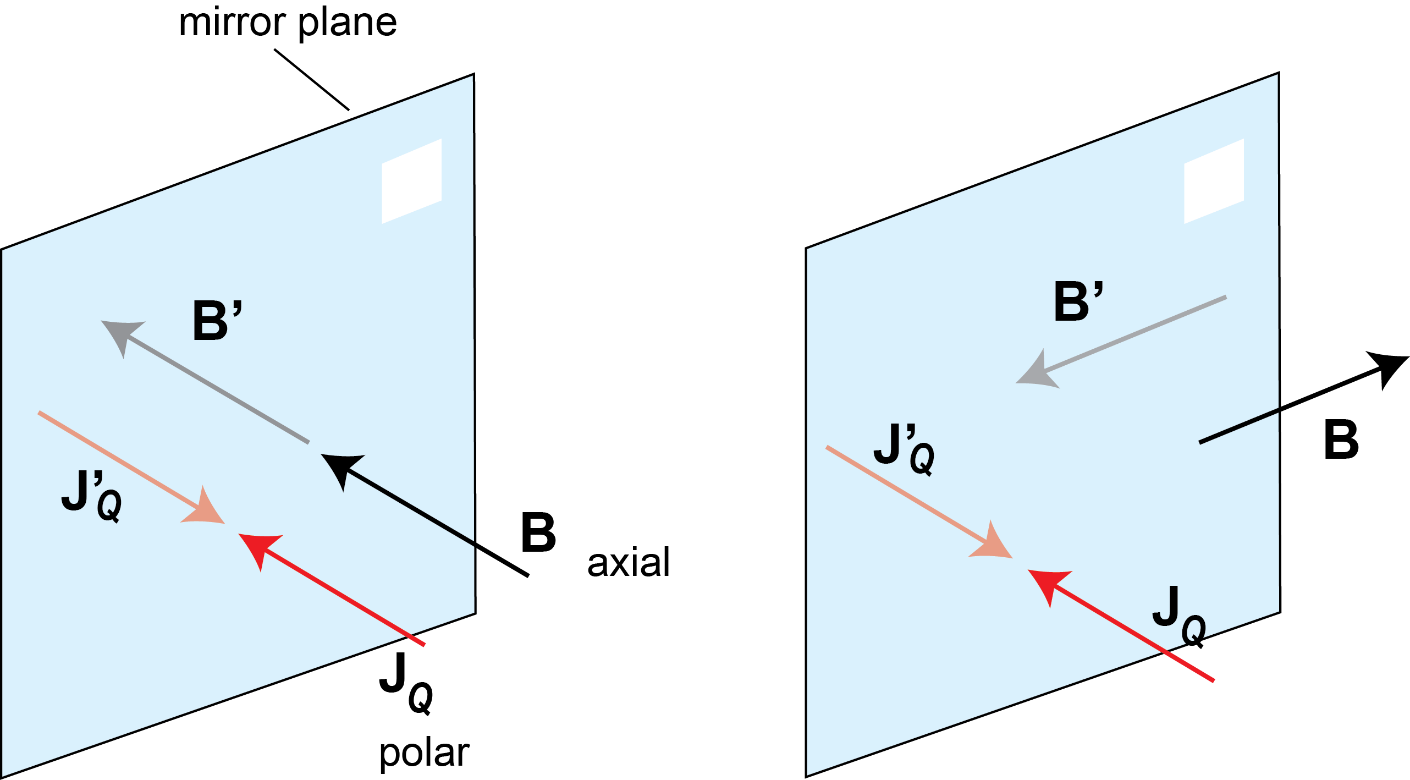 mirror plane
B’
J’Q
B
axial
JQ
polar
B’
J’Q
B
JQ